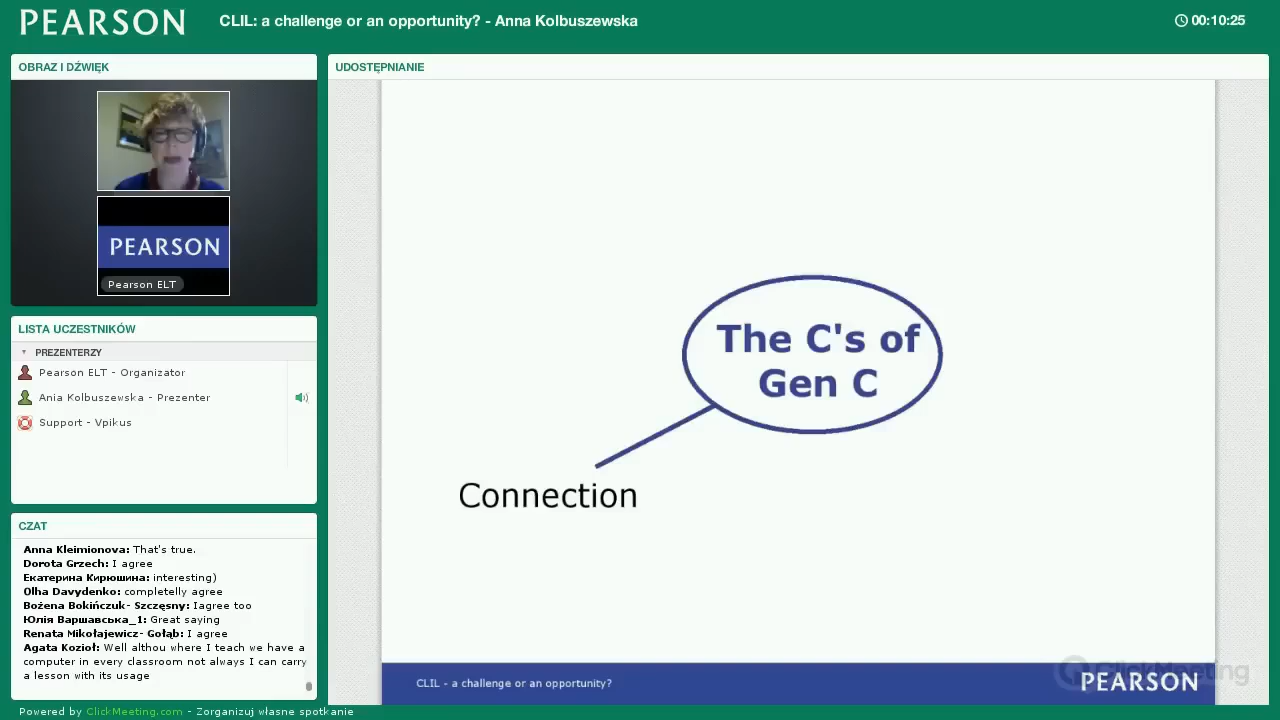 PEARSON
CLIL: a challenge or an opportunity? - Anna Kolbuszewska
00:10:25
OBRAZ I DŹWIĘK
PEARSON
Pearson ELT
LISTA UCZESTNIKÓW
PREZENTERZY
Pearson ELT - Organizator
Ania Kolbuszewska - Prezenter
Support - Vpikus
CZAT
Anna Kleimionova: That's true.
Dorota Grzech: I agree
Екатерина Кирюшина: interesting)
Olha Davydenko: completelly agree
Bożena Bokińczuk- Szczęsny: Iagree too
Юлія Варшавська_1: Great saying
Renata Mikołajewicz- Gołąb: I agree
Agata Kozioł: Well althou where I teach we have a
computer in every classroom not always I can carry
a lesson with its usage
UDOSTĘPNIANIE
The C's of
Gen C
Connection
CLIL - a challenge or an opportunity?
ClickMeeting
PEARSON
Powered by ClickMeeting.com - Zorganizuj własne spotkanie